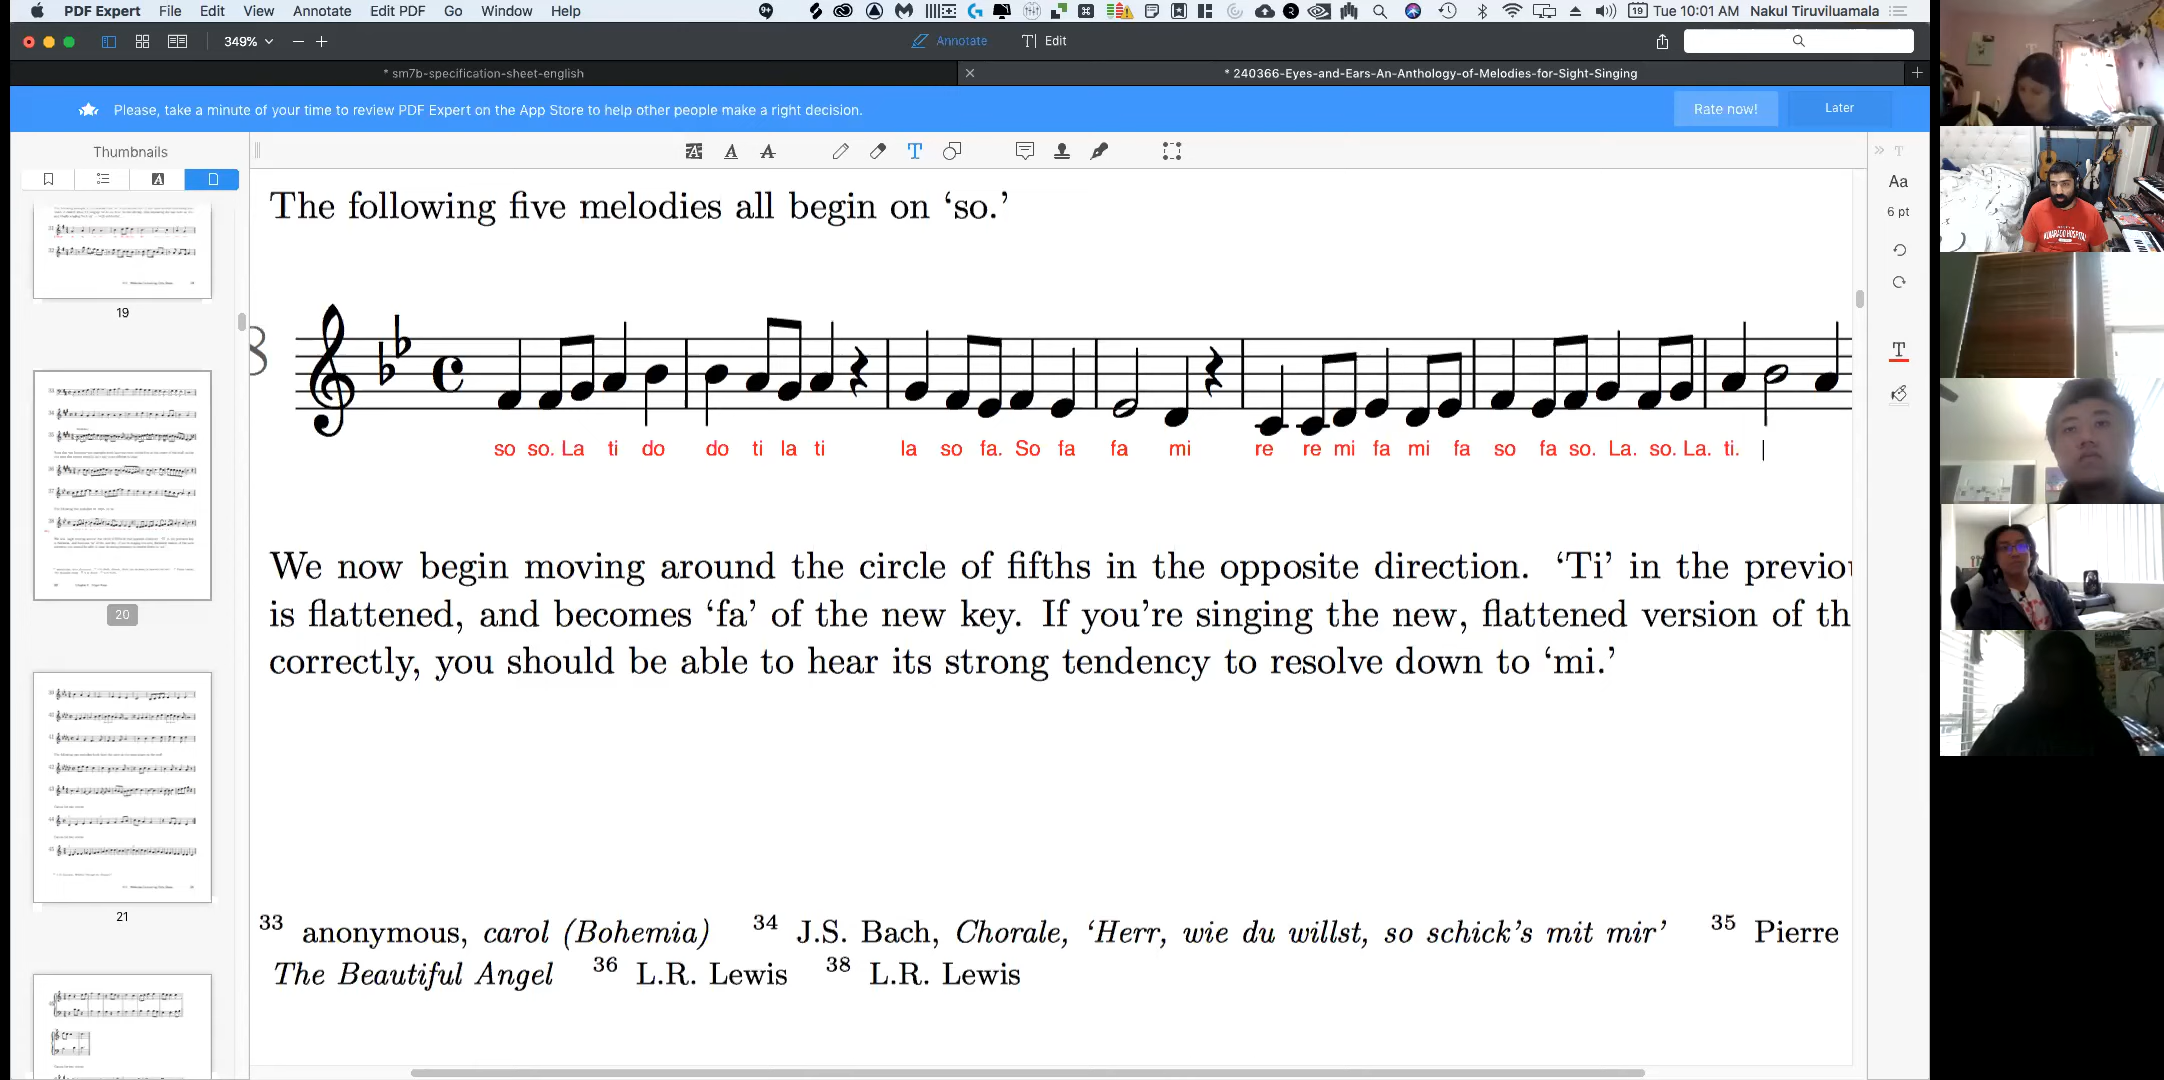 PDF Expert File Edit View Annotate Edit PDF Go Window Help Tue 10:01 AM Nakul Tiruviluamala
349% Annotate Edit
* sm7b-specification-sheet-english * 240366-Eyes-and-Ears-An-Anthology-of-Melodies-for-Sight-Singing
Please, take a minute of your time to review PDF Expert on the App Store to help other people make a right decision. Rate now! Later
Thumbnails
Aa
6 pt
The following five melodies all begin on ‘so.’
so so. La ti do do ti la ti la so fa. So fa fa mi re re mi fa mi fa so fa so. La. so. La. ti.
We now begin moving around the circle of fifths in the opposite direction. ‘Ti’ in the previou
is flattened, and becomes ‘fa’ of the new key. If you’re singing the new, flattened version of th
correctly, you should be able to hear its strong tendency to resolve down to ‘mi.’
33 anonymous, carol (Bohemia) 34 J.S. Bach, Chorale, ‘Herr, wie du willst, so schick’s mit mir’ 35 Pierre
The Beautiful Angel 36 L.R. Lewis 38 L.R. Lewis
19
20
21
ALVARADO HOSPITAL